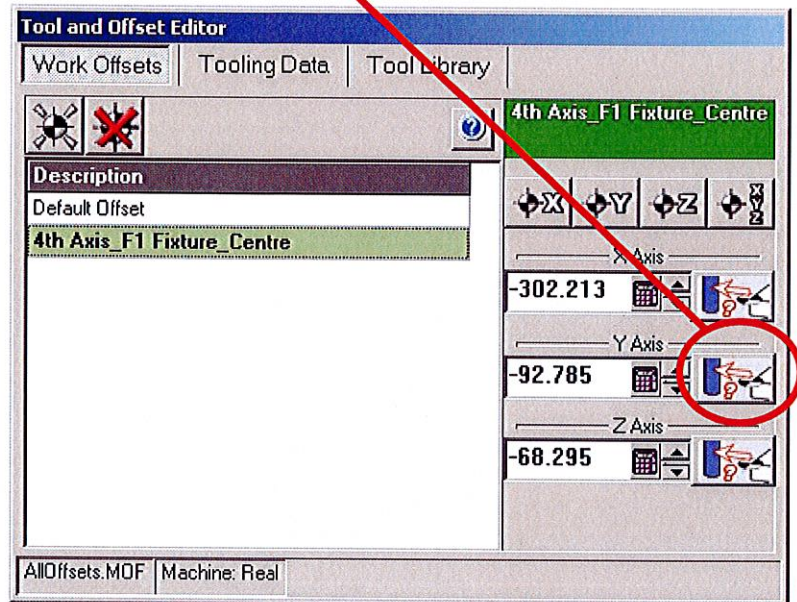 Tool and Offset Editor
Work Offsets Tooling Data Tool Library
4th Axis_F1 Fixture_Centre
X Y Z X Y Z
Description
Default Offset
4th Axis_F1 Fixture_Centre
X Axis
-302.213
Y Axis
-92.785
Z Axis
-68.295
AllOffsets.MOF Machine: Real